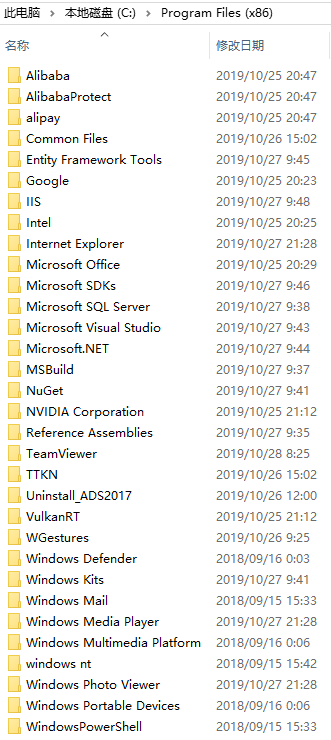 此电脑 › 本地磁盘 (C:) › Program Files (x86)
名称 修改日期
Alibaba 2019/10/25 20:47
AlibabaProtect 2019/10/25 20:47
alipay 2019/10/25 20:47
Common Files 2019/10/26 15:02
Entity Framework Tools 2019/10/27 9:45
Google 2019/10/25 20:23
IIS 2019/10/27 9:48
Intel 2019/10/25 20:25
Internet Explorer 2019/10/27 21:28
Microsoft Office 2019/10/25 20:29
Microsoft SDKs 2019/10/27 9:46
Microsoft SQL Server 2019/10/27 9:38
Microsoft Visual Studio 2019/10/27 9:43
Microsoft.NET 2019/10/27 9:44
MSBuild 2019/10/27 9:37
NuGet 2019/10/27 9:41
NVIDIA Corporation 2019/10/25 21:12
Reference Assemblies 2019/10/27 9:35
TeamViewer 2019/10/28 8:25
TTKN 2019/10/26 15:02
Uninstall_ADS2017 2019/10/26 12:00
VulkanRT 2019/10/25 21:12
WGestures 2019/10/26 9:25
Windows Defender 2018/09/16 0:03
Windows Kits 2019/10/27 9:41
Windows Mail 2018/09/15 15:33
Windows Media Player 2019/10/27 21:28
Windows Multimedia Platform 2018/09/16 0:06
windows nt 2018/09/15 15:42
Windows Photo Viewer 2019/10/27 21:28
Windows Portable Devices 2018/09/16 0:06
WindowsPowerShell 2018/09/15 15:33